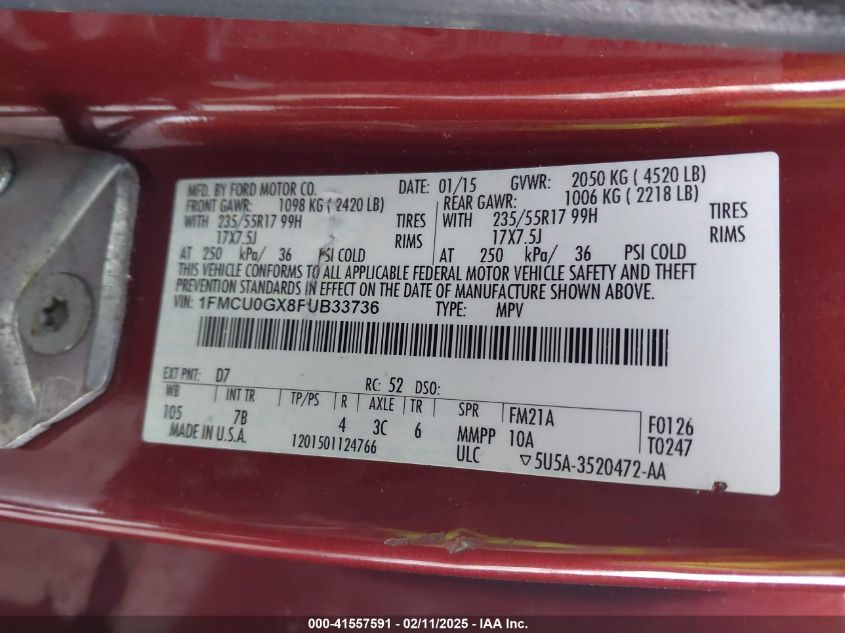 MFD. BY FORD MOTOR CO. DATE: 01/15 GVWR: 2050 KG ( 4520 LB)
FRONT GAWR: 1098 KG ( 2420 LB) REAR GAWR: 1006 KG ( 2218 LB)
WITH 235/55R17 99H TIRES WITH 235/55R17 99H TIRES
17X7.5J RIMS 17X7.5J RIMS
AT 250 kPa/ 36 PSI COLD AT 250 kPa/ 36 PSI COLD
THIS VEHICLE CONFORMS TO ALL APPLICABLE FEDERAL MOTOR VEHICLE SAFETY AND THEFT
PREVENTION STANDARDS IN EFFECT ON THE DATE OF MANUFACTURE SHOWN ABOVE.
VIN: 1FMCU0GX8FUB33736 TYPE: MPV
EXT PNT: D7 RC: 52 DSO:
WB INT TR TP/PS R AXLE TR SPR FM21A F0126
105 7B 4 3C 6 MMPP 10A T0247
MADE IN U.S.A. 1201501124766 ULC ▽5U5A-3520472-AA
000-41557591 - 02/11/2025 - IAA Inc.